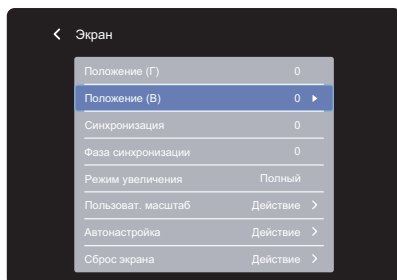 Экран
Положение (Г) 0
Положение (В) 0
Синхронизация 0
Фаза синхронизации 0
Режим увеличения Полный
Пользоват. масштаб Действие
Автонастройка Действие
Сброс экрана Действие